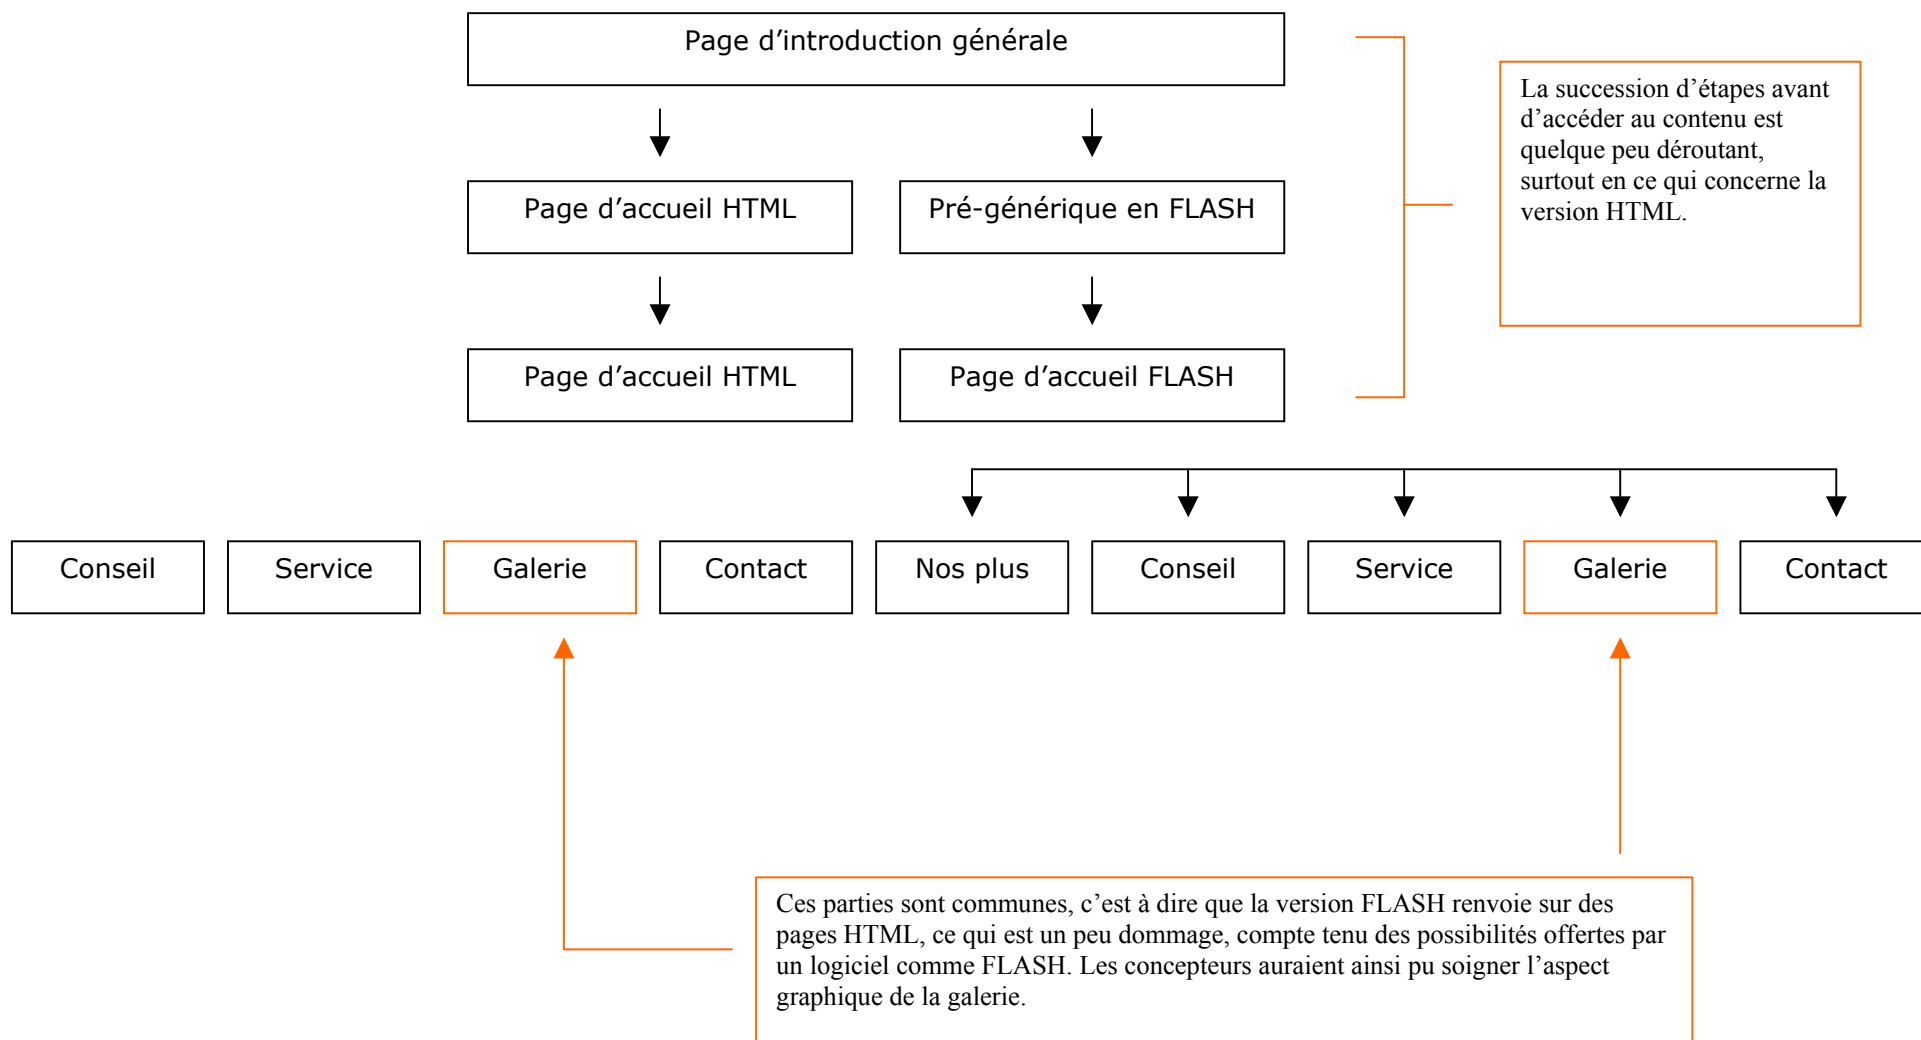 Page d’introduction générale
La succession d’étapes avant
d’accéder au contenu est
quelque peu déroutant,
surtout en ce qui concerne la
version HTML.
Page d’accueil HTML
Pré-générique en FLASH
Page d’accueil HTML
Page d’accueil FLASH
Conseil
Service
Galerie
Contact
Nos plus
Conseil
Service
Galerie
Contact
Ces parties sont communes, c’est à dire que la version FLASH renvoie sur des
pages HTML, ce qui est un peu dommage, compte tenu des possibilités offertes par
un logiciel comme FLASH. Les concepteurs auraient ainsi pu soigner l’aspect
graphique de la galerie.